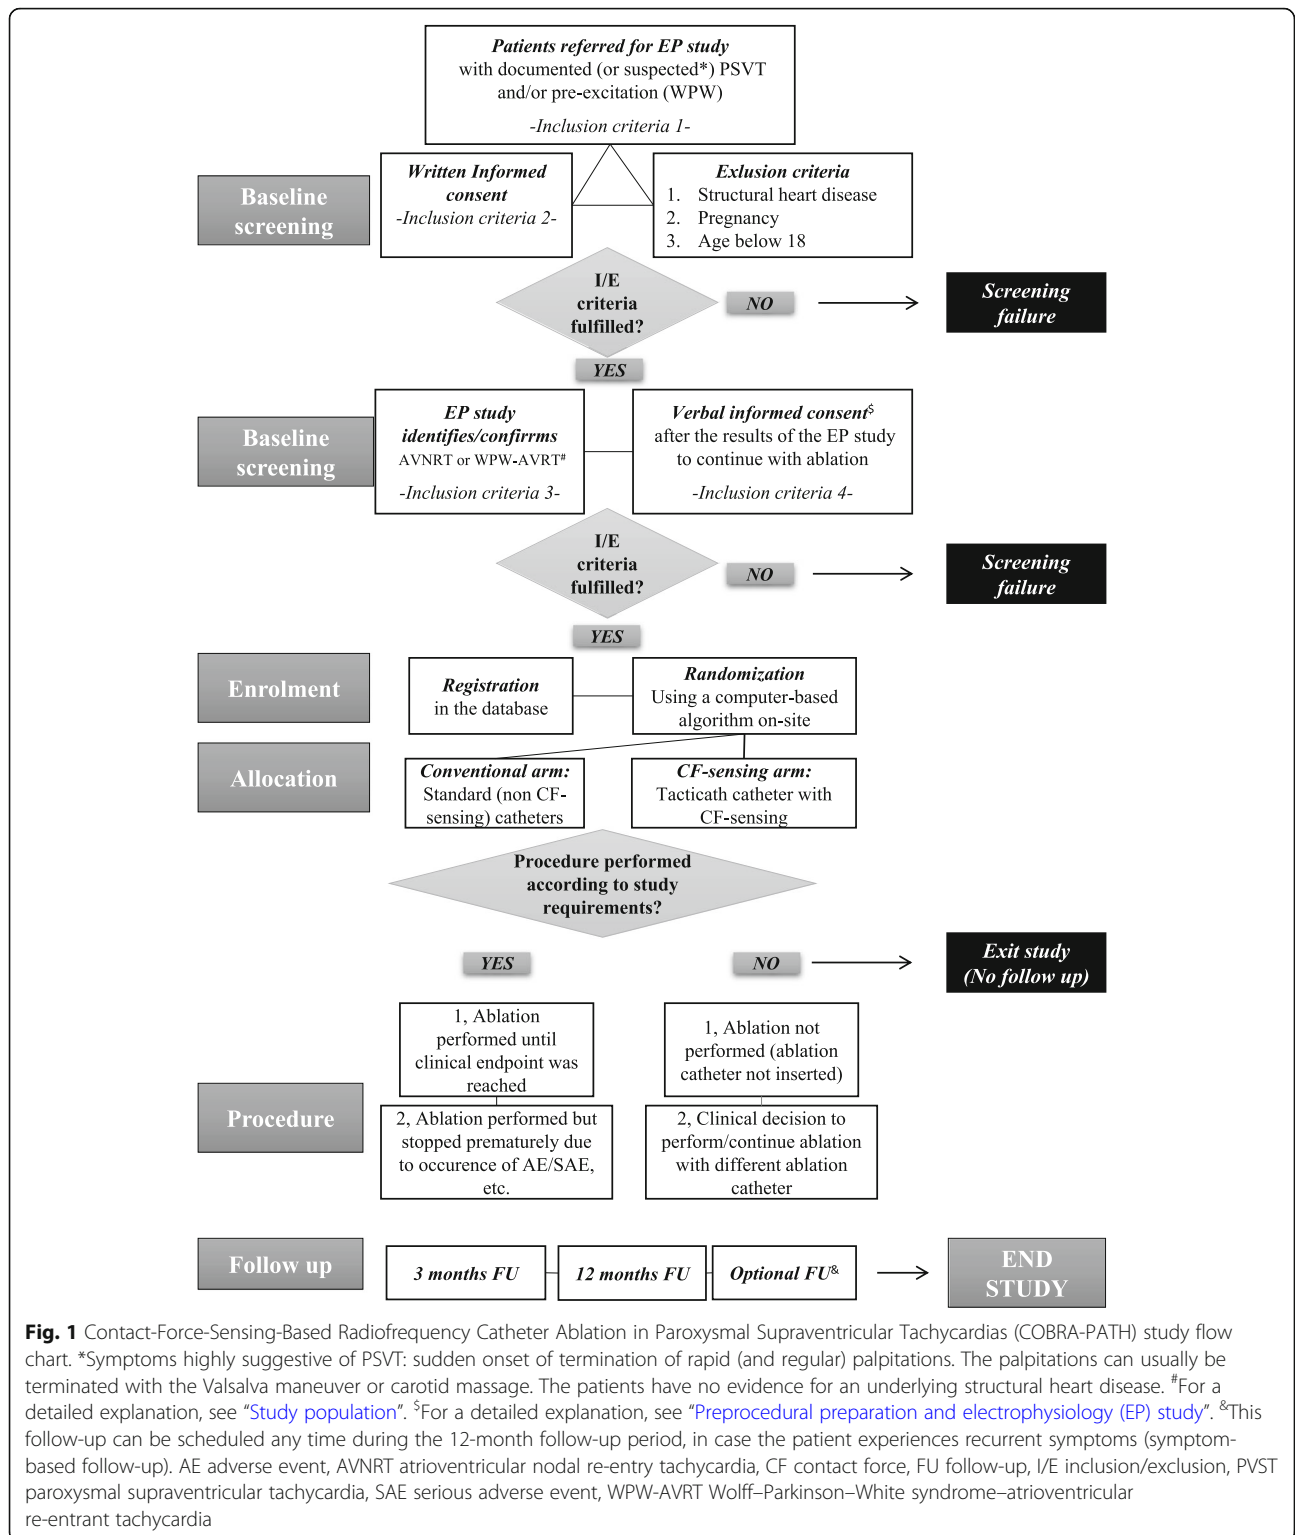 Patients referred for EP study
with documented (or suspected*) PSVT
and/or pre-excitation (WPW)
-Inclusion criteria 1-
Baseline
screening
Written Informed
consent
-Inclusion criteria 2-
Exlusion criteria
1. Structural heart disease
2. Pregnancy
3. Age below 18
I/E
criteria
fulfilled?
NO
Screening
failure
YES
Baseline
screening
EP study
identifies/confirrms
AVNRT or WPW-AVRT#
-Inclusion criteria 3-
Verbal informed consent$
after the results of the EP study
to continue with ablation
-Inclusion criteria 4-
I/E
criteria
fulfilled?
NO
Screening
failure
YES
Enrolment
Registration
in the database
Randomization
Using a computer-based
algorithm on-site
Allocation
Conventional arm:
Standard (non CF-
sensing) catheters
CF-sensing arm:
Tacticath catheter with
CF-sensing
Procedure performed
according to study
requirements?
YES
NO
Exit study
(No follow up)
Procedure
1, Ablation
performed until
clinical endpoint was
reached
1, Ablation not
performed (ablation
catheter not inserted)
2, Ablation performed but
stopped prematurely due
to occurence of AE/SAE,
etc.
2, Clinical decision to
perform/continue ablation
with different ablation
catheter
Follow up
3 months FU
12 months FU
Optional FU&
END
STUDY
Fig. 1 Contact-Force-Sensing-Based Radiofrequency Catheter Ablation in Paroxysmal Supraventricular Tachycardias (COBRA-PATH) study flow
chart. *Symptoms highly suggestive of PSVT: sudden onset of termination of rapid (and regular) palpitations. The palpitations can usually be
terminated with the Valsalva maneuver or carotid massage. The patients have no evidence for an underlying structural heart disease. #For a
detailed explanation, see “Study population”. $For a detailed explanation, see “Preprocedural preparation and electrophysiology (EP) study”. &This
follow-up can be scheduled any time during the 12-month follow-up period, in case the patient experiences recurrent symptoms (symptom-
based follow-up). AE adverse event, AVNRT atrioventricular nodal re-entry tachycardia, CF contact force, FU follow-up, I/E inclusion/exclusion, PVST
paroxysmal supraventricular tachycardia, SAE serious adverse event, WPW-AVRT Wolff–Parkinson–White syndrome–atrioventricular
re-entrant tachycardia